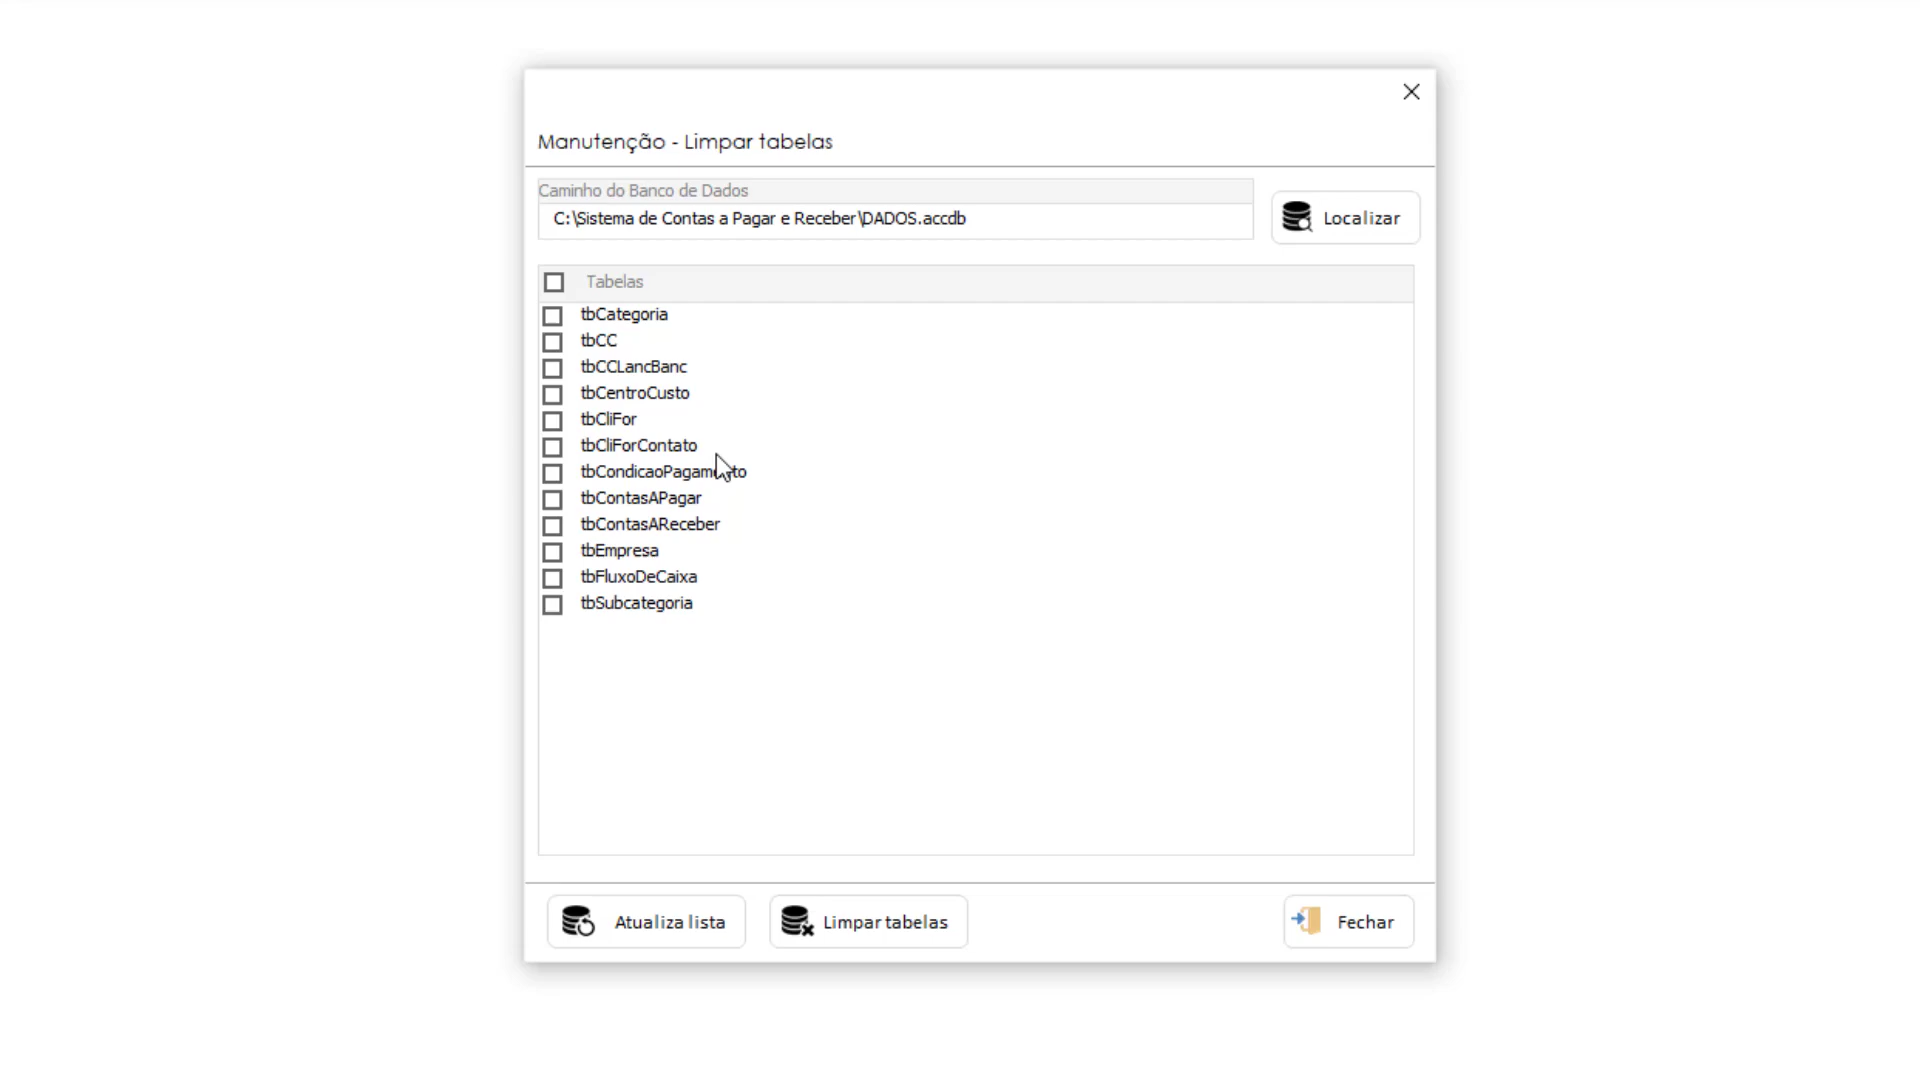 Manutenção - Limpar tabelas
Caminho do Banco de Dados
C:\Sistema de Contas a Pagar e Receber\DADOS.accdb
Localizar
Tabelas
tbCategoria
tbCC
tbCCLancBanc
tbCentroCusto
tbCliFor
tbCliForContato
tbCondicaoPagamento
tbContasAPagar
tbContasAReceber
tbEmpresa
tbFluxoDeCaixa
tbSubcategoria
Atualiza lista
Limpar tabelas
Fechar